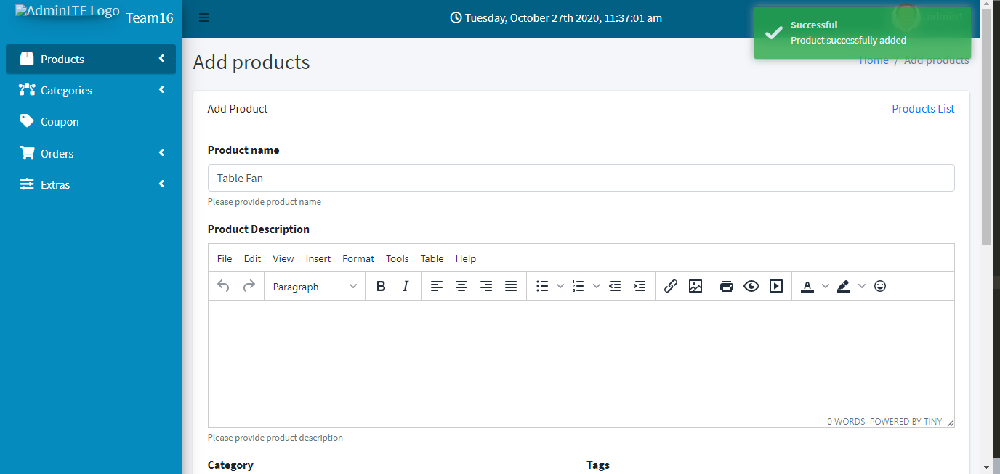 AdminLTE Logo Team16
Tuesday, October 27th 2020, 11:37:01 am
admin1
Successful
Product successfully added
Products
Categories
Coupon
Orders
Extras
Add products
Home / Add products
Add Product
Products List
Product name
Table Fan
Please provide product name
Product Description
File Edit View Insert Format Tools Table Help
Paragraph B I A
0 WORDS POWERED BY TINY
Please provide product description
Category Tags